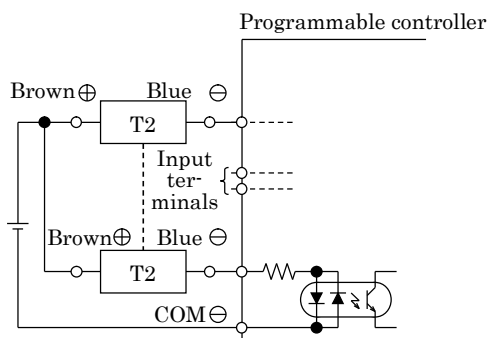 Programmable controller
Brown ⊕ Blue ⊖
T2
Input
ter-
minals
Brown ⊕ Blue ⊖
T2
COM ⊖